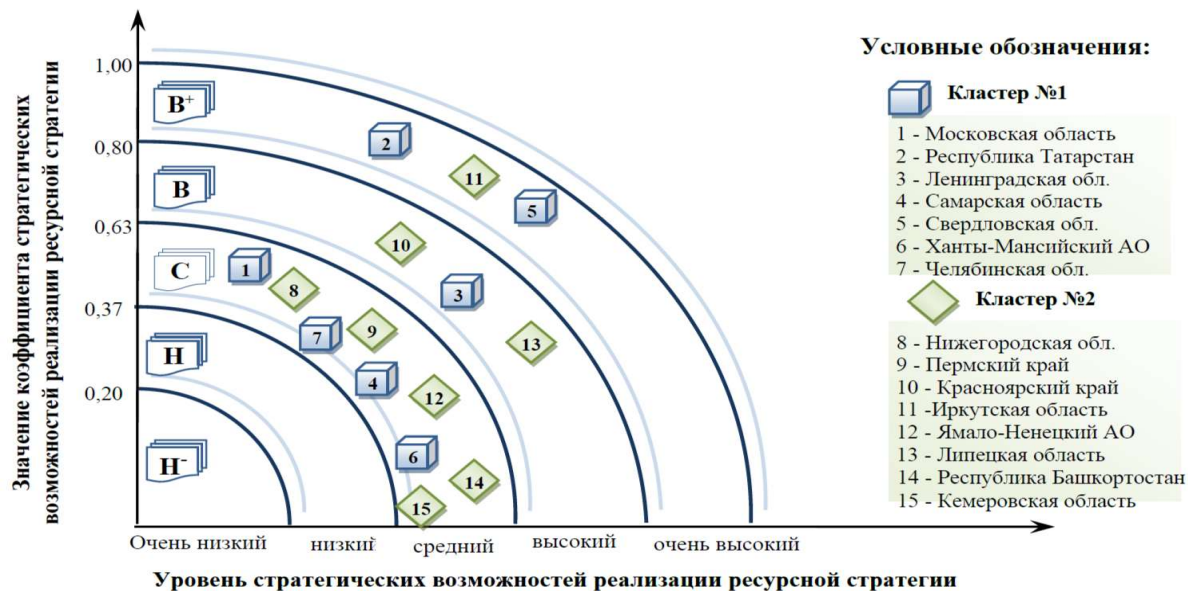 Значение коэффициента стратегических
возможностей реализации ресурсной стратегии
1,00
0,80
0,63
0,37
0,20
В+
В
С
Н
Н-
2
11
5
10
3
13
1
8
7
9
4
12
6
14
15
Очень низкий
низкий
средний
высокий
очень высокий
Уровень стратегических возможностей реализации ресурсной стратегии
Условные обозначения:
Кластер №1
1 - Московская область
2 - Республика Татарстан
3 - Ленинградская обл.
4 - Самарская область
5 - Свердловская обл.
6 - Ханты-Мансийский АО
7 - Челябинская обл.
Кластер №2
8 - Нижегородская обл.
9 - Пермский край
10 - Красноярский край
11 -Иркутская область
12 - Ямало-Ненецкий АО
13 - Липецкая область
14 - Республика Башкортостан
15 - Кемеровская область